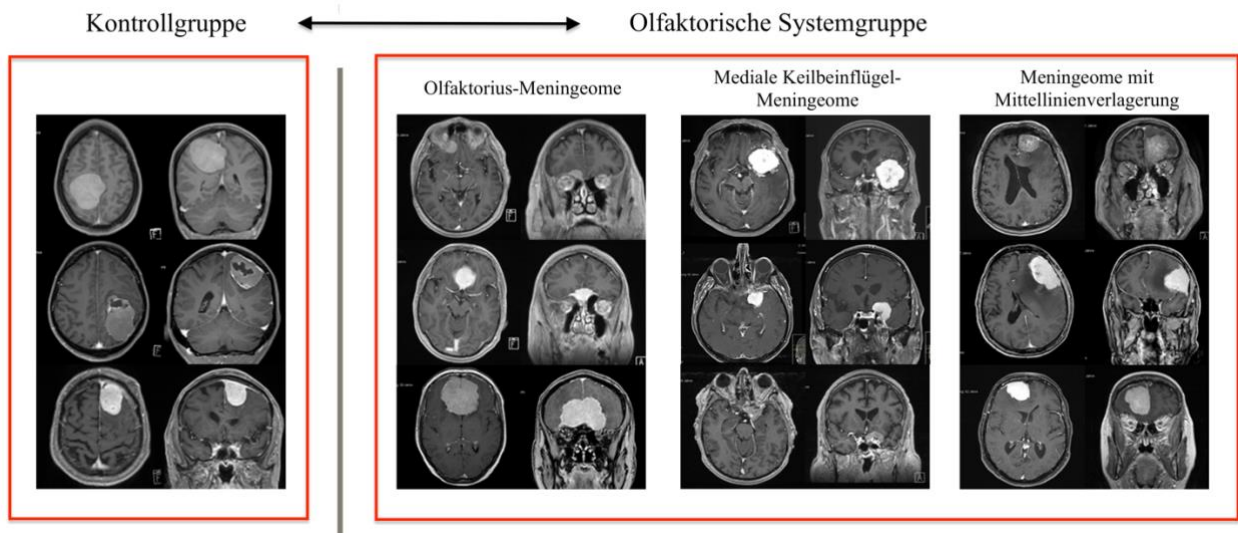 Kontrollgruppe
Olfaktorische Systemgruppe
Olfaktorius-Meningeome
Mediale Keilbeinflügel-
Meningeome
Meningeome mit
Mittellinienverlagerung